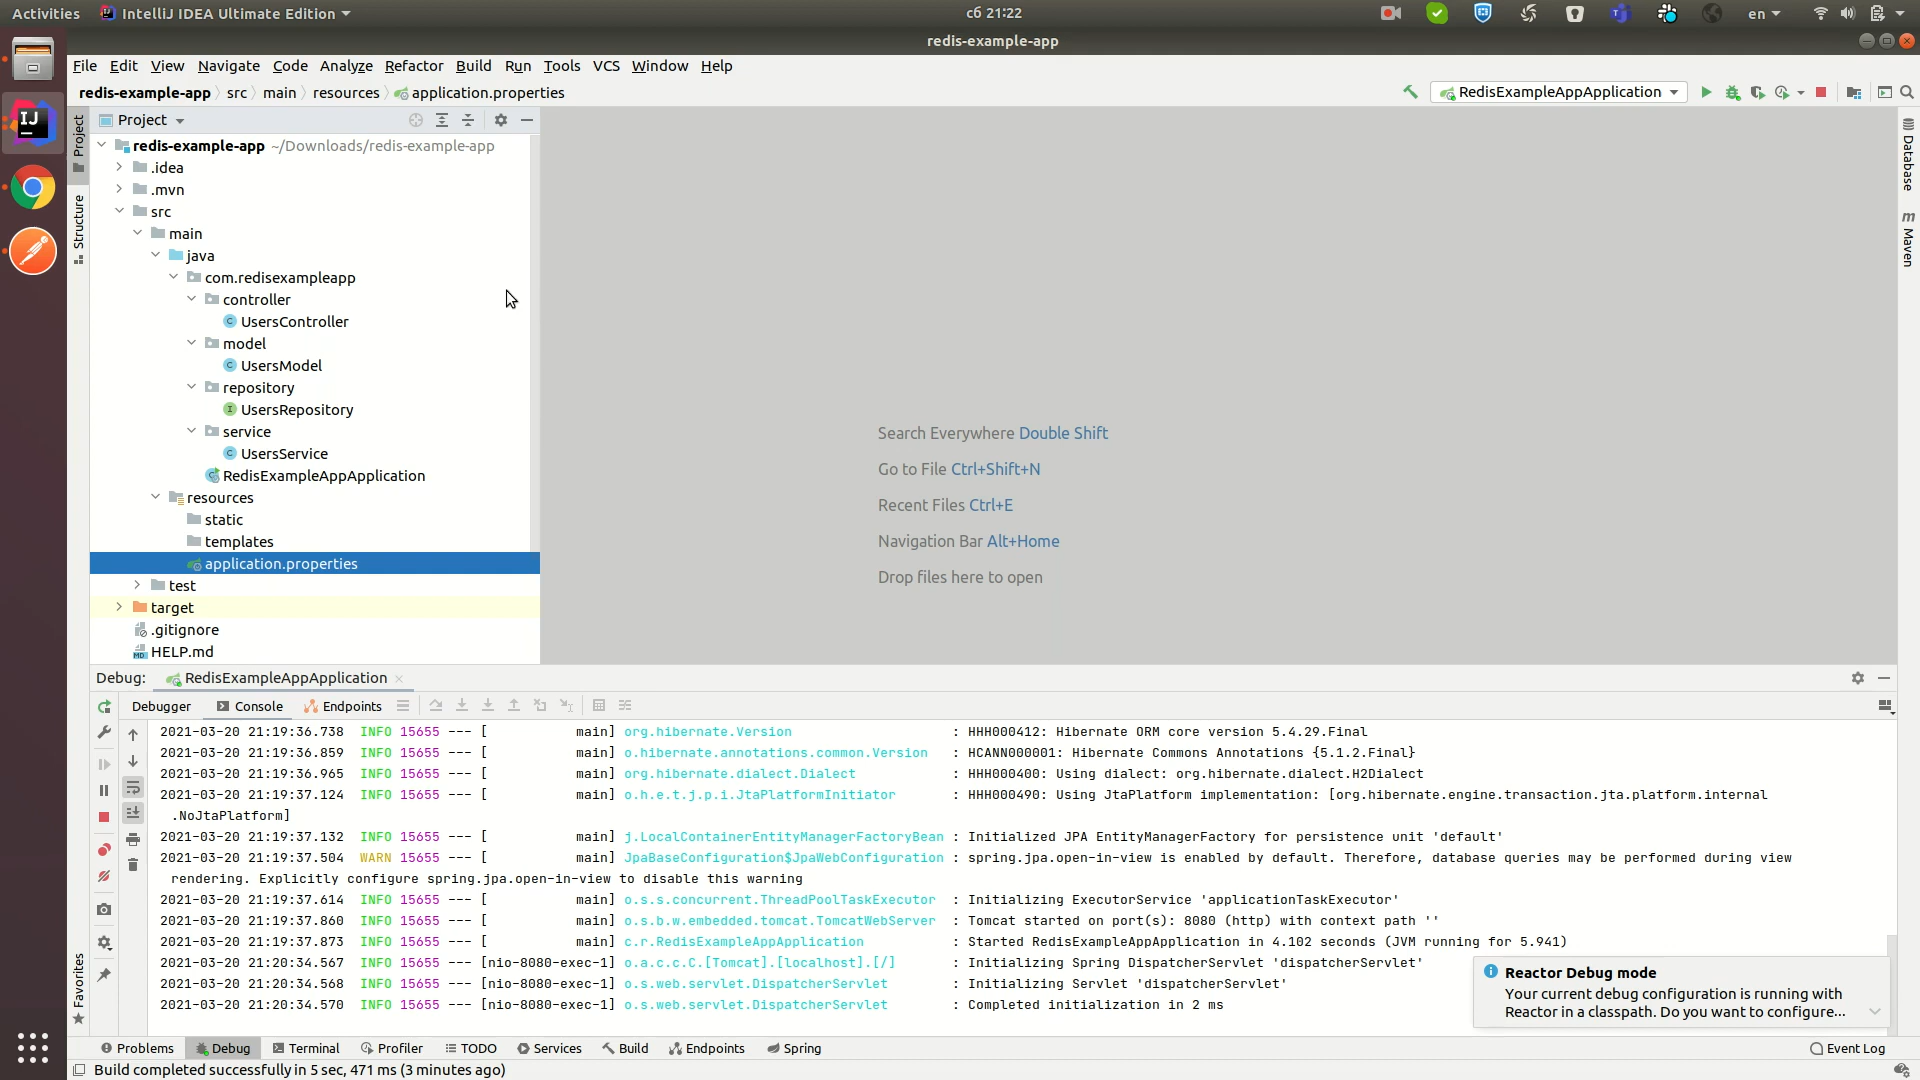 Activities
IntelliJ IDEA Ultimate Edition
сб 21:22
en
redis-example-app
File Edit View Navigate Code Analyze Refactor Build Run Tools VCS Window Help
redis-example-app src main resources application.properties
RedisExampleAppApplication
Project
redis-example-app ~/Downloads/redis-example-app
.idea
.mvn
src
main
java
com.redisexampleapp
controller
UsersController
model
UsersModel
repository
UsersRepository
service
UsersService
RedisExampleAppApplication
resources
static
templates
application.properties
test
target
.gitignore
HELP.md
Project
Structure
Favorites
Database
Maven
Search Everywhere Double Shift
Go to File Ctrl+Shift+N
Recent Files Ctrl+E
Navigation Bar Alt+Home
Drop files here to open
Debug: RedisExampleAppApplication
Debugger Console Endpoints
2021-03-20 21:19:36.738 INFO 15655 --- [ main] org.hibernate.Version : HHH000412: Hibernate ORM core version 5.4.29.Final
2021-03-20 21:19:36.859 INFO 15655 --- [ main] o.hibernate.annotations.common.Version : HCANN000001: Hibernate Commons Annotations {5.1.2.Final}
2021-03-20 21:19:36.965 INFO 15655 --- [ main] org.hibernate.dialect.Dialect : HHH000400: Using dialect: org.hibernate.dialect.H2Dialect
2021-03-20 21:19:37.124 INFO 15655 --- [ main] o.h.e.t.j.p.i.JtaPlatformInitiator : HHH000490: Using JtaPlatform implementation: [org.hibernate.engine.transaction.jta.platform.internal
.NoJtaPlatform]
2021-03-20 21:19:37.132 INFO 15655 --- [ main] j.LocalContainerEntityManagerFactoryBean : Initialized JPA EntityManagerFactory for persistence unit 'default'
2021-03-20 21:19:37.504 WARN 15655 --- [ main] JpaBaseConfiguration$JpaWebConfiguration : spring.jpa.open-in-view is enabled by default. Therefore, database queries may be performed during view
rendering. Explicitly configure spring.jpa.open-in-view to disable this warning
2021-03-20 21:19:37.614 INFO 15655 --- [ main] o.s.s.concurrent.ThreadPoolTaskExecutor : Initializing ExecutorService 'applicationTaskExecutor'
2021-03-20 21:19:37.860 INFO 15655 --- [ main] o.s.b.w.embedded.tomcat.TomcatWebServer : Tomcat started on port(s): 8080 (http) with context path ''
2021-03-20 21:19:37.873 INFO 15655 --- [ main] c.r.RedisExampleAppApplication : Started RedisExampleAppApplication in 4.102 seconds (JVM running for 5.941)
2021-03-20 21:20:34.567 INFO 15655 --- [nio-8080-exec-1] o.a.c.c.C.[Tomcat].[localhost].[/] : Initializing Spring DispatcherServlet 'dispatcherServlet'
2021-03-20 21:20:34.568 INFO 15655 --- [nio-8080-exec-1] o.s.web.servlet.DispatcherServlet : Initializing Servlet 'dispatcherServlet'
2021-03-20 21:20:34.570 INFO 15655 --- [nio-8080-exec-1] o.s.web.servlet.DispatcherServlet : Completed initialization in 2 ms
Reactor Debug mode
Your current debug configuration is running with
Reactor in a classpath. Do you want to configure...
Problems Debug Terminal Profiler TODO Services Build Endpoints Spring Event Log
Build completed successfully in 5 sec, 471 ms (3 minutes ago)